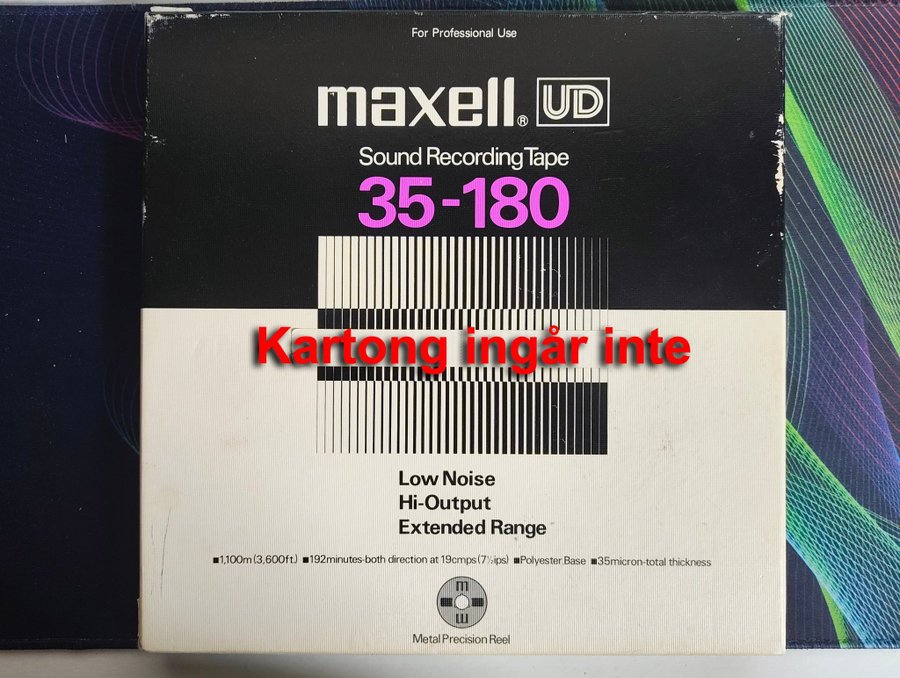 For Professional Use
maxell® UD
Sound Recording Tape
35-180
Kartong ingår inte
Low Noise
Hi-Output
Extended Range
■1,100m (3,600ft.) ■192minutes-both direction at 19cmps (7½ips) ■Polyester Base ■35micron-total thickness
m
m
Metal Precision Reel